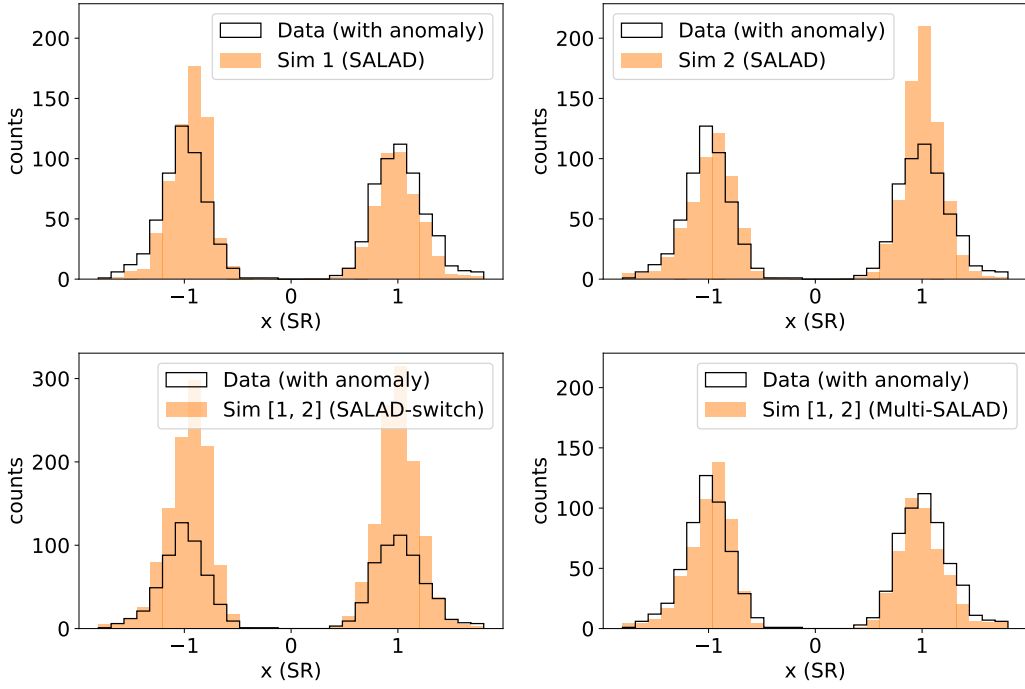 Data (with anomaly)
Sim 1 (SALAD)
counts
200
150
100
50
0
−1
0
1
x (SR)
Data (with anomaly)
Sim 2 (SALAD)
counts
200
150
100
50
0
−1
0
1
x (SR)
Data (with anomaly)
Sim [1, 2] (SALAD-switch)
counts
300
200
100
0
−1
0
1
x (SR)
Data (with anomaly)
Sim [1, 2] (Multi-SALAD)
counts
200
150
100
50
0
−1
0
1
x (SR)